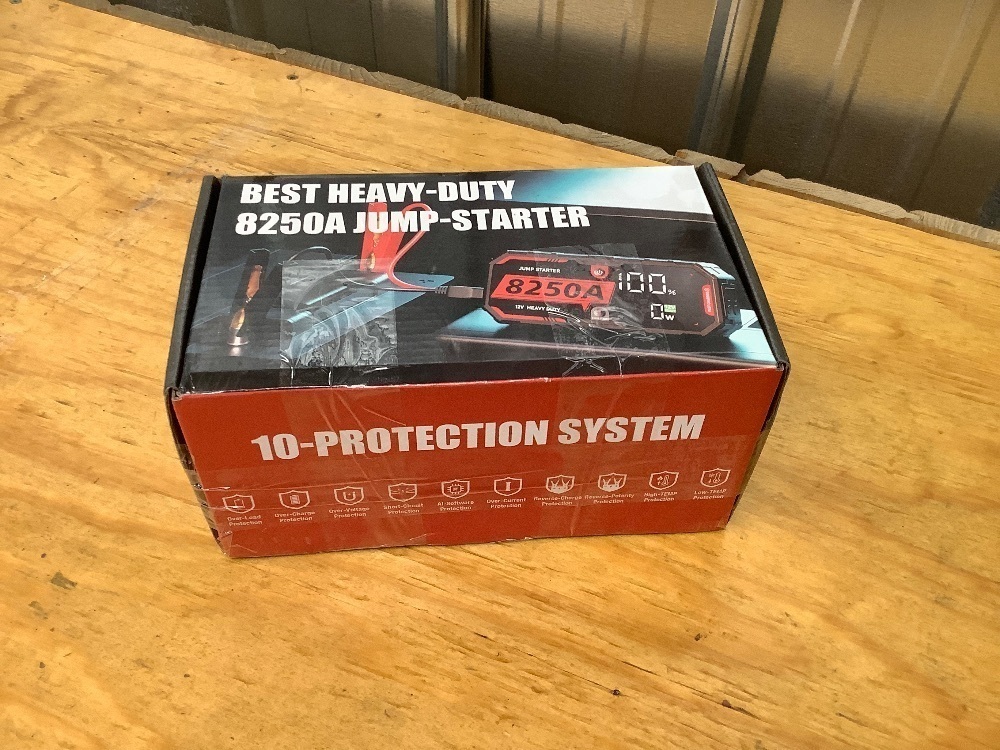 BEST HEAVY-DUTY
8250A JUMP-STARTER
JUMP STARTER
8250A
12V HEAVY DUTY
100%
0w
10-PROTECTION SYSTEM
Over-Load
Protection
Over-Charge
Protection
Over-Voltage
Protection
Short-Circuit
Protection
AI-Software
Protection
Over-Current
Protection
Reverse-Charge
Protection
Reverse-Polarity
Protection
High-TEMP
Protection
Low-TEMP
Protection